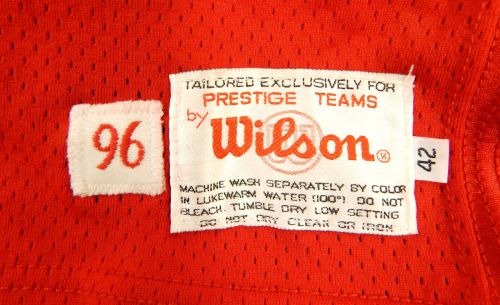 96
TAILORED EXCLUSIVELY FOR
PRESTIGE TEAMS
by Wilson®
MACHINE WASH SEPARATELY BY COLOR
IN LUKEWARM WATER (100°) DO NOT
BLEACH. TUMBLE DRY LOW SETTING
DO NOT DRY CLEAN OR IRON
42